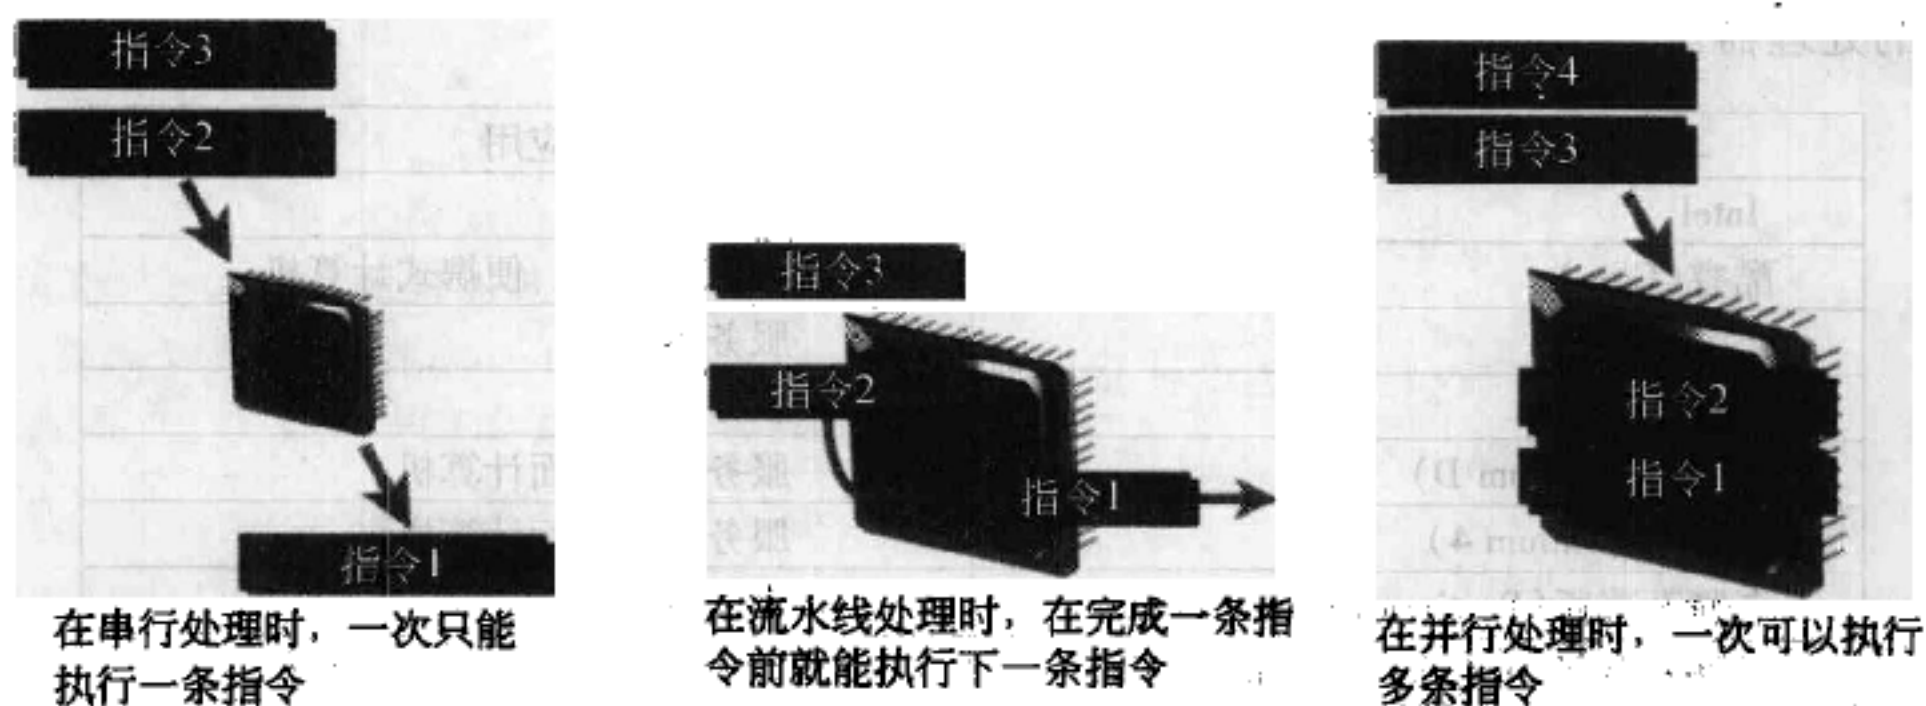 指令3
指令2
指令1
在串行处理时，一次只能
执行一条指令
指令3
指令2
指令1
在流水线处理时，在完成一条指
令前就能执行下一条指令
指令4
指令3
指令2
指令1
在并行处理时，一次可以执行
多条指令